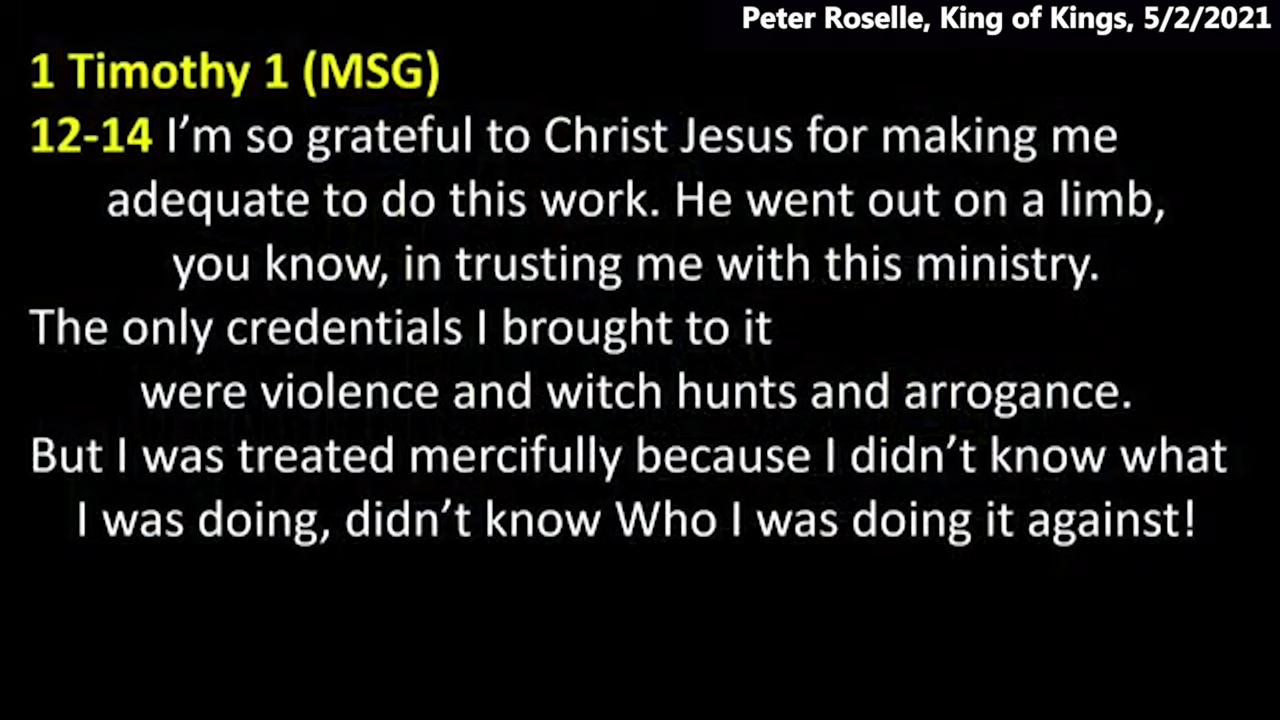 Peter Roselle, King of Kings, 5/2/2021
1 Timothy 1 (MSG)
12-14 I’m so grateful to Christ Jesus for making me
adequate to do this work. He went out on a limb,
you know, in trusting me with this ministry.
The only credentials I brought to it
were violence and witch hunts and arrogance.
But I was treated mercifully because I didn’t know what
I was doing, didn’t know Who I was doing it against!